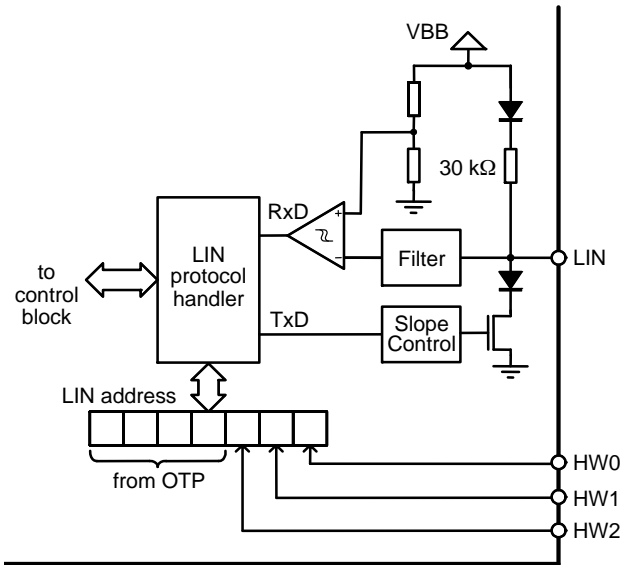 VBB
30 kΩ
RxD
+
−
LIN
protocol
handler
Filter
LIN
to
control
block
TxD
Slope
Control
LIN address
from OTP
HW0
HW1
HW2